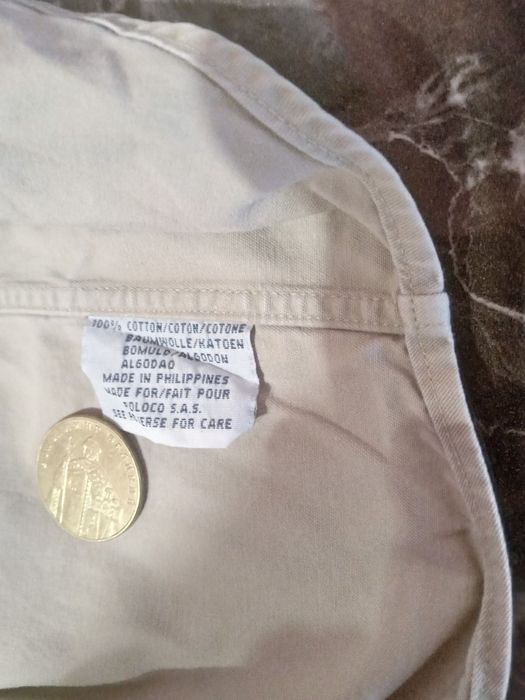 100% COTTON/COTON/COTONE
BAUMWOLLE/KATOEN
BOMULD/ALGODON
ALGODAO
MADE IN PHILIPPINES
MADE FOR/FAIT POUR
POLOCO S.A.S.
SEE REVERSE FOR CARE